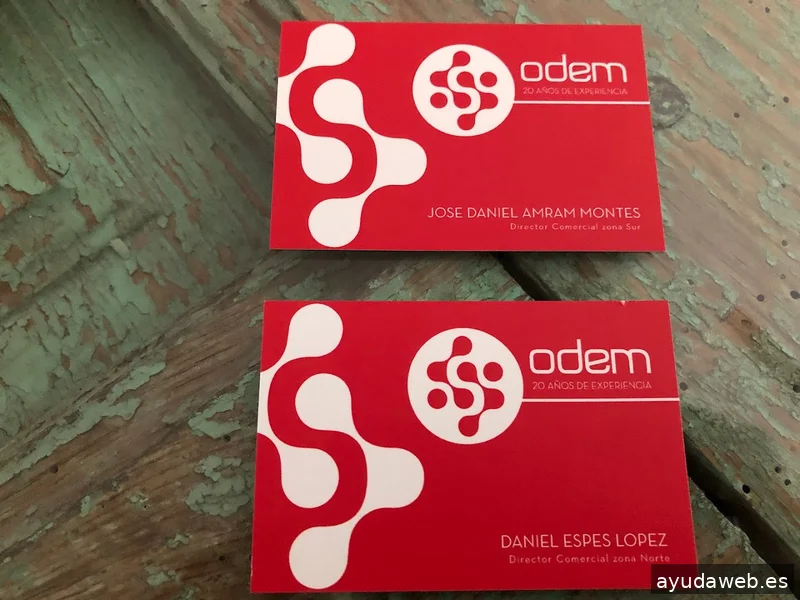 odem
20 AÑOS DE EXPERIENCIA
JOSE DANIEL AMRAM MONTES
Director Comercial zona Sur
odem
20 AÑOS DE EXPERIENCIA
DANIEL ESPES LOPEZ
Director Comercial zona Norte
ayudaweb.es